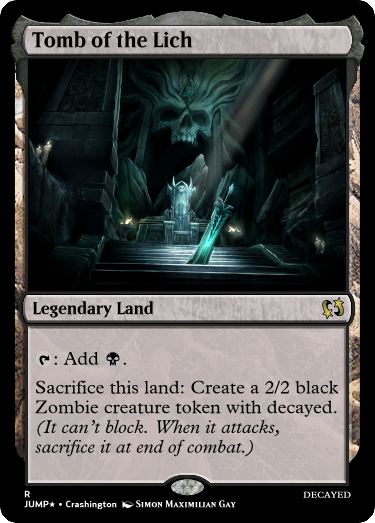 Tomb of the Lich
Legendary Land
: Add .
Sacrifice this land: Create a 2/2 black
Zombie creature token with decayed.
(It can't block. When it attacks,
sacrifice it at end of combat.)
R
DECAYED
JUMP★ • Crashington Simon Maximilian Gay